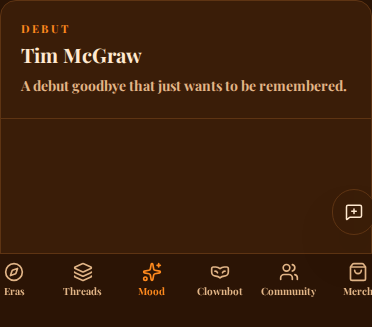 DEBUT
Tim McGraw
A debut goodbye that just wants to be remembered.
Eras Threads Mood Clownbot Community Merch